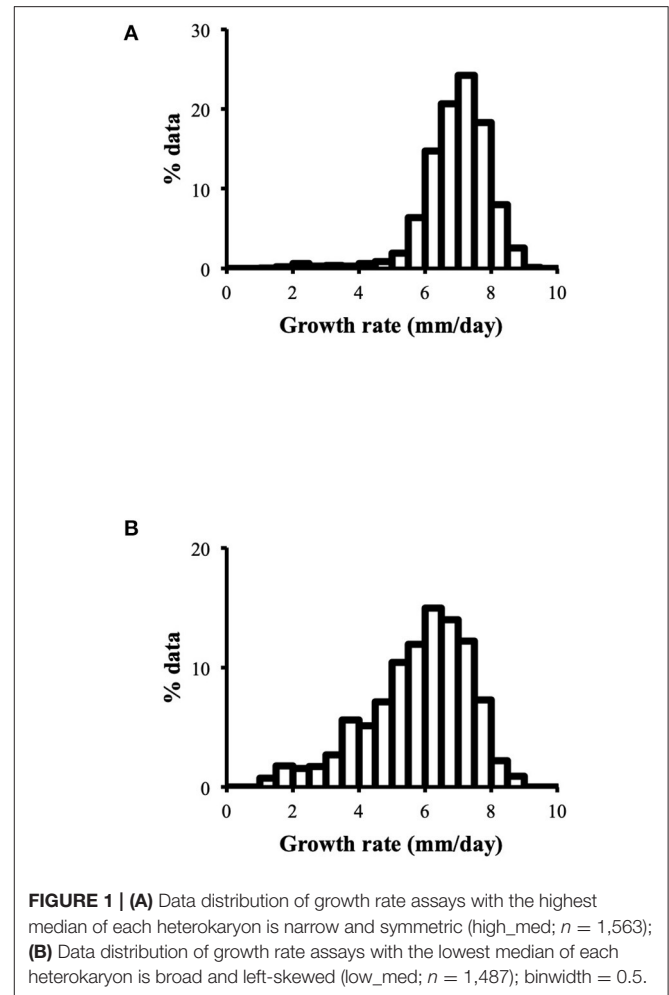 A
30
20
10
0
% data
0 2 4 6 8 10
Growth rate (mm/day)
B
20
10
0
% data
0 2 4 6 8 10
Growth rate (mm/day)
FIGURE 1 | (A) Data distribution of growth rate assays with the highest
median of each heterokaryon is narrow and symmetric (high_med; n = 1,563);
(B) Data distribution of growth rate assays with the lowest median of each
heterokaryon is broad and left-skewed (low_med; n = 1,487); binwidth = 0.5.